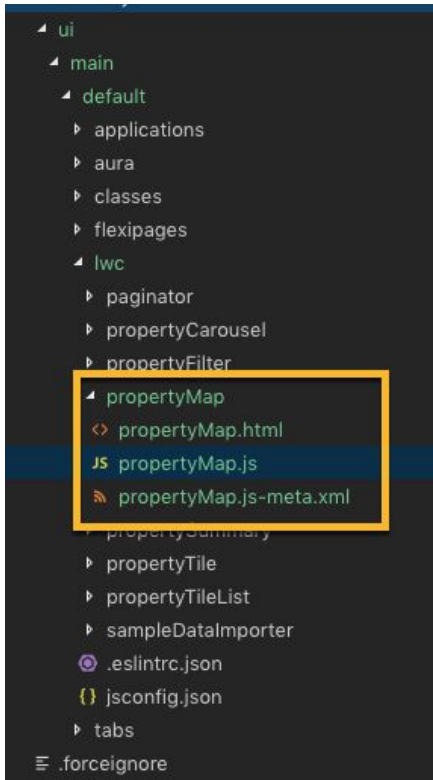 ui
main
default
applications
aura
classes
flexipages
lwc
paginator
propertyCarousel
propertyFilter
propertyMap
<> propertyMap.html
JS propertyMap.js
propertyMap.js-meta.xml
propertySummary
propertyTile
propertyTileList
sampleDataImporter
.eslintrc.json
{} jsconfig.json
tabs
.forceignore